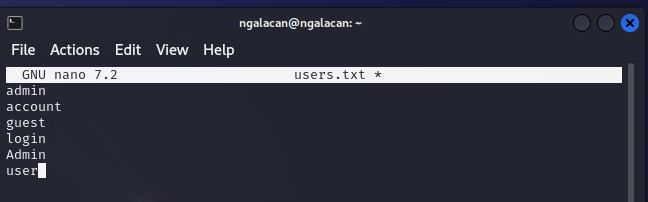 ngalacan@ngalacan: ~
File Actions Edit View Help
GNU nano 7.2 users.txt *
admin
account
guest
login
Admin
user